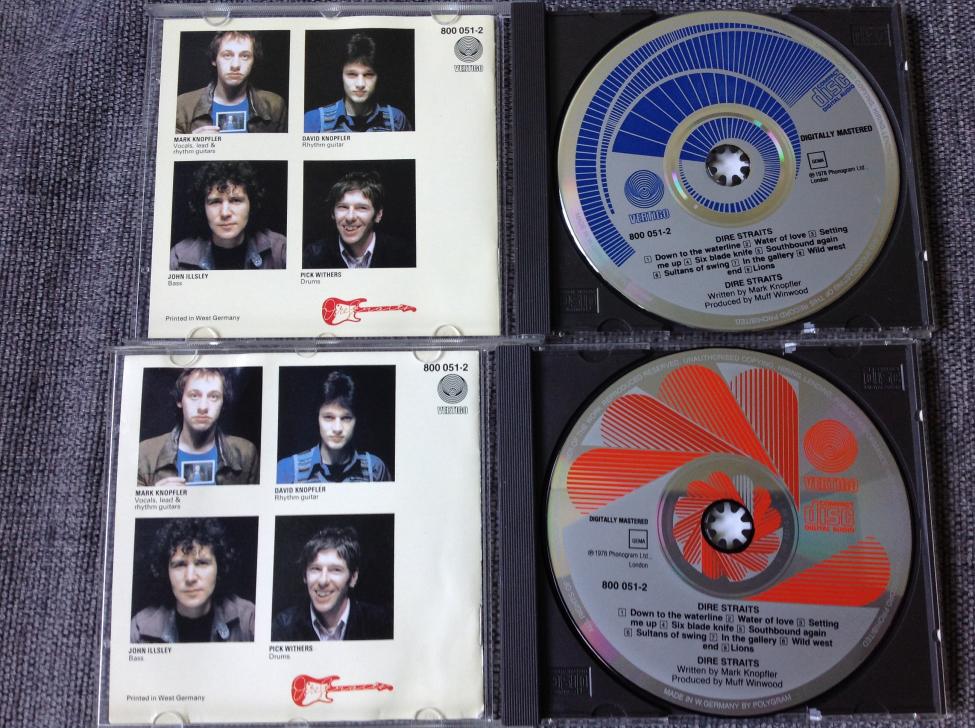 800 051-2
VERTIGO
MARK KNOPFLER
Vocals, lead &
rhythm guitars
DAVID KNOPFLER
Rhythm guitar
JOHN ILLSLEY
Bass
PICK WITHERS
Drums
Printed in West Germany
disc
DIGITAL AUDIO
DIGITALLY MASTERED
GEMA
℗ 1978 Phonogram Ltd.,
London
VERTIGO
800 051-2
DIRE STRAITS
1 Down to the waterline 2 Water of love 3 Setting
me up 4 Six blade knife 5 Southbound again
6 Sultans of swing 7 In the gallery 8 Wild west
end 9 Lions
DIRE STRAITS
Written by Mark Knopfler
Produced by Muff Winwood
800 051-2
VERTIGO
MARK KNOPFLER
Vocals, lead &
rhythm guitars
DAVID KNOPFLER
Rhythm guitar
JOHN ILLSLEY
Bass
PICK WITHERS
Drums
Printed in West Germany
VERTIGO
disc
DIGITAL AUDIO
DIGITALLY MASTERED
GEMA
℗ 1978 Phonogram Ltd.,
London
800 051-2
DIRE STRAITS
1 Down to the waterline 2 Water of love 3 Setting
me up 4 Six blade knife 5 Southbound again
6 Sultans of swing 7 In the gallery 8 Wild west
end 9 Lions
DIRE STRAITS
Written by Mark Knopfler
Produced by Muff Winwood
MADE IN W. GERMANY BY POLYGRAM